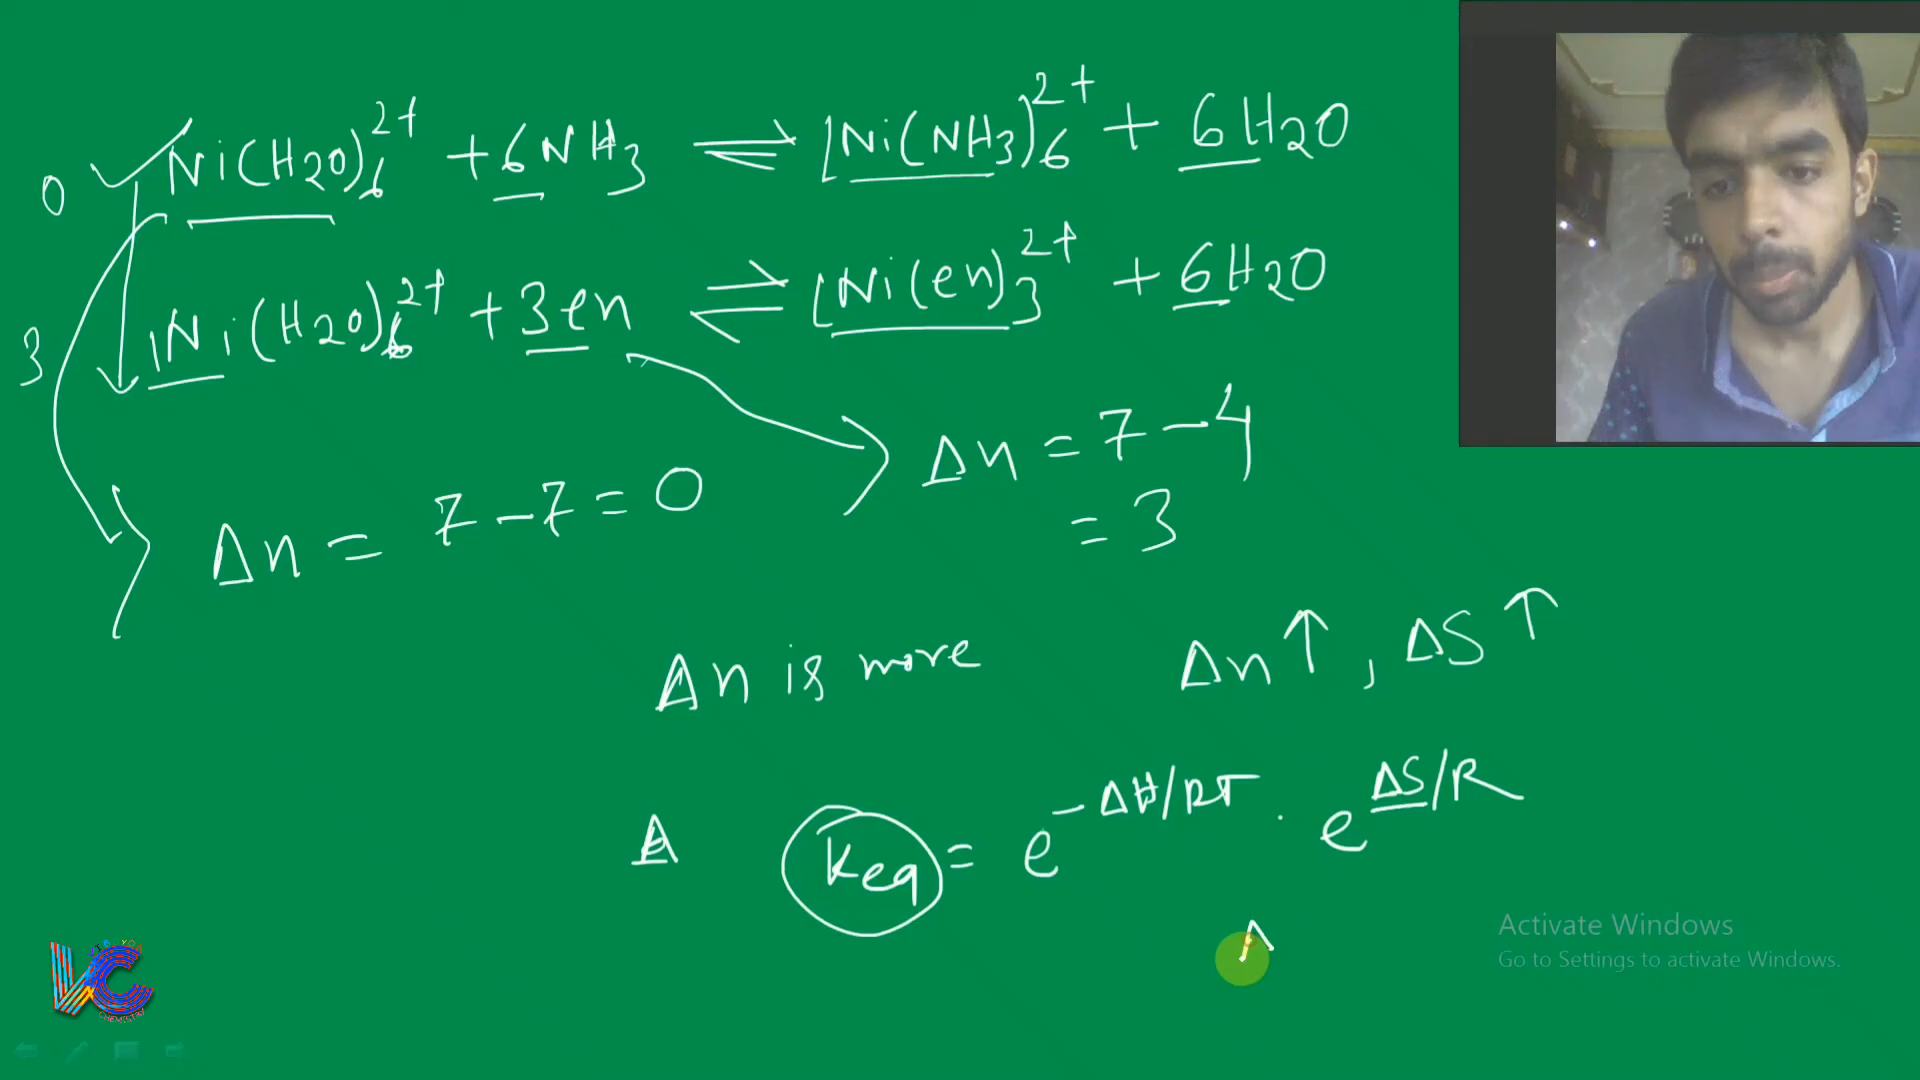 0 Ni(H2O)6 2+ + 6NH3 ⇌ [Ni(NH3)6 2+ + 6H2O
3 Ni(H2O)6 2+ + 3en ⇌ [Ni(en)3 2+ + 6H2O
Δn = 7 - 4
= 3
Δn = 7 - 7 = 0
Δn is more Δn ↑, ΔS ↑
Keq = e^-ΔH/RT . e^ΔS/R
Activate Windows
Go to Settings to activate Windows.
VC
CHEMISTRY